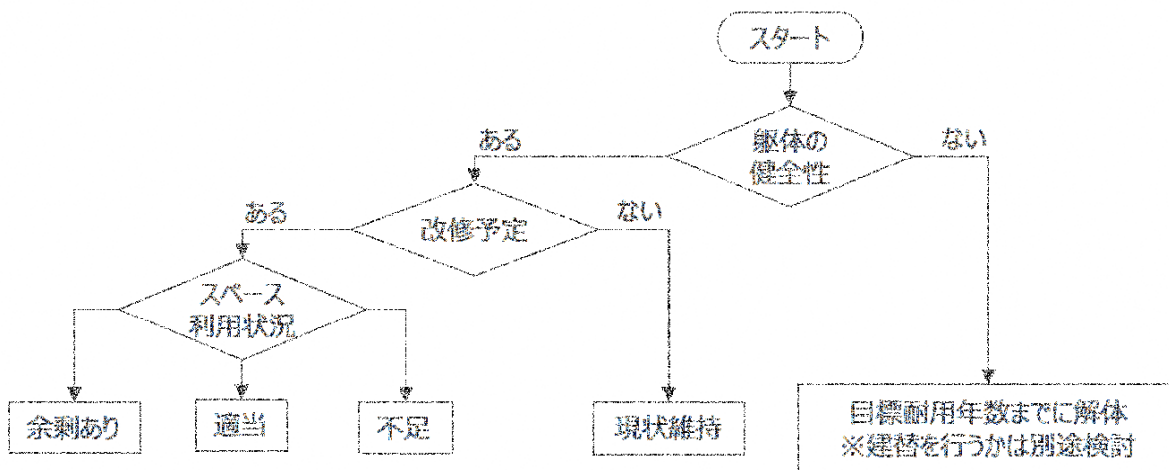 スタート
躯体の
健全性
ある
ない
改修予定
ある
ない
スペース
利用状況
余剰あり
適当
不足
現状維持
目標耐用年数までに解体
※建替を行うかは別途検討